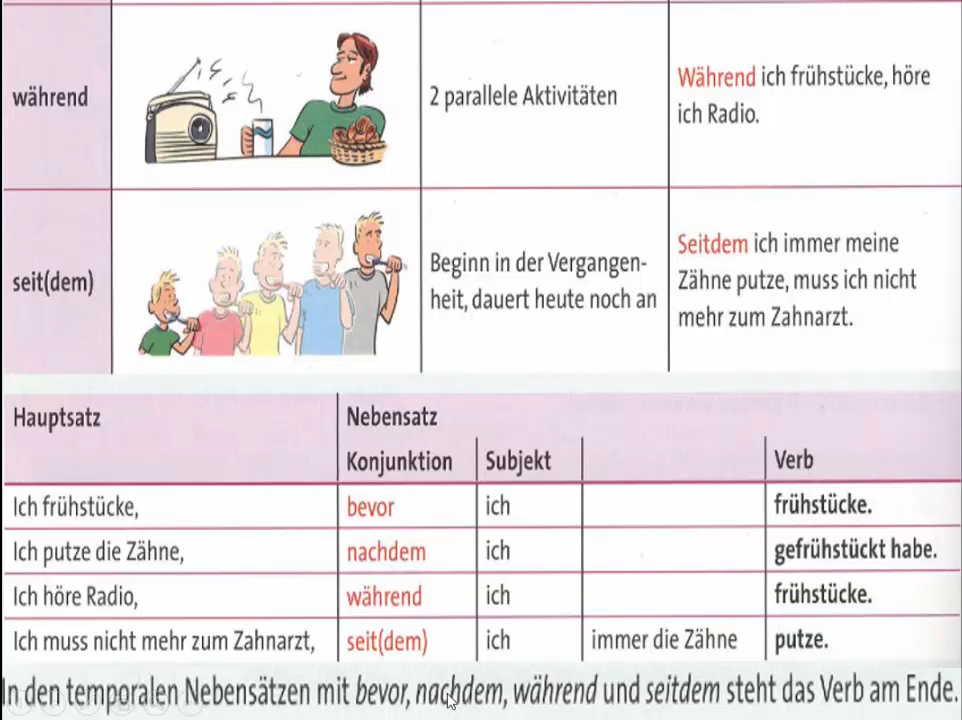 während
2 parallele Aktivitäten
Während ich frühstücke, höre
ich Radio.
seit(dem)
Beginn in der Vergangen-
heit, dauert heute noch an
Seitdem ich immer meine
Zähne putze, muss ich nicht
mehr zum Zahnarzt.
Hauptsatz
Nebensatz
Konjunktion Subjekt Verb
Ich frühstücke, bevor ich frühstücke.
Ich putze die Zähne, nachdem ich gefrühstückt habe.
Ich höre Radio, während ich frühstücke.
Ich muss nicht mehr zum Zahnarzt, seit(dem) ich immer die Zähne putze.
In den temporalen Nebensätzen mit bevor, nachdem, während und seitdem steht das Verb am Ende.